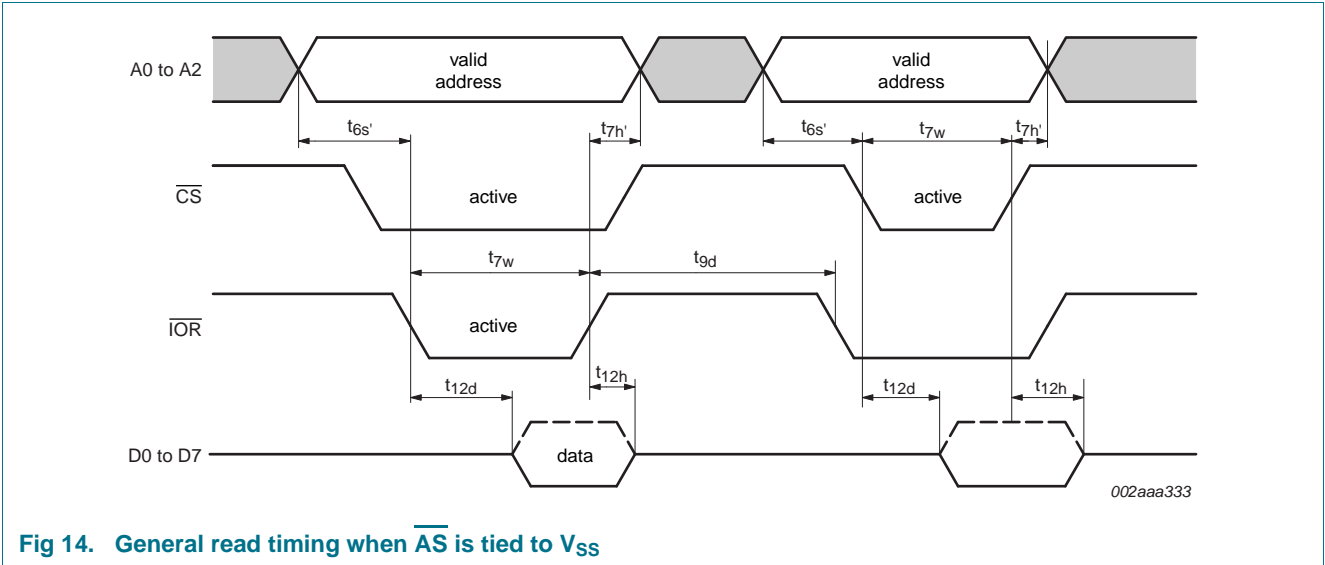 A0 to A2
valid
address
valid
address
t6s'
t7h'
t6s'
t7w
t7h'
CS
active
active
t7w
t9d
IOR
active
t12d
t12h
t12d
t12h
D0 to D7
data
002aaa333
Fig 14. General read timing when AS is tied to VSS